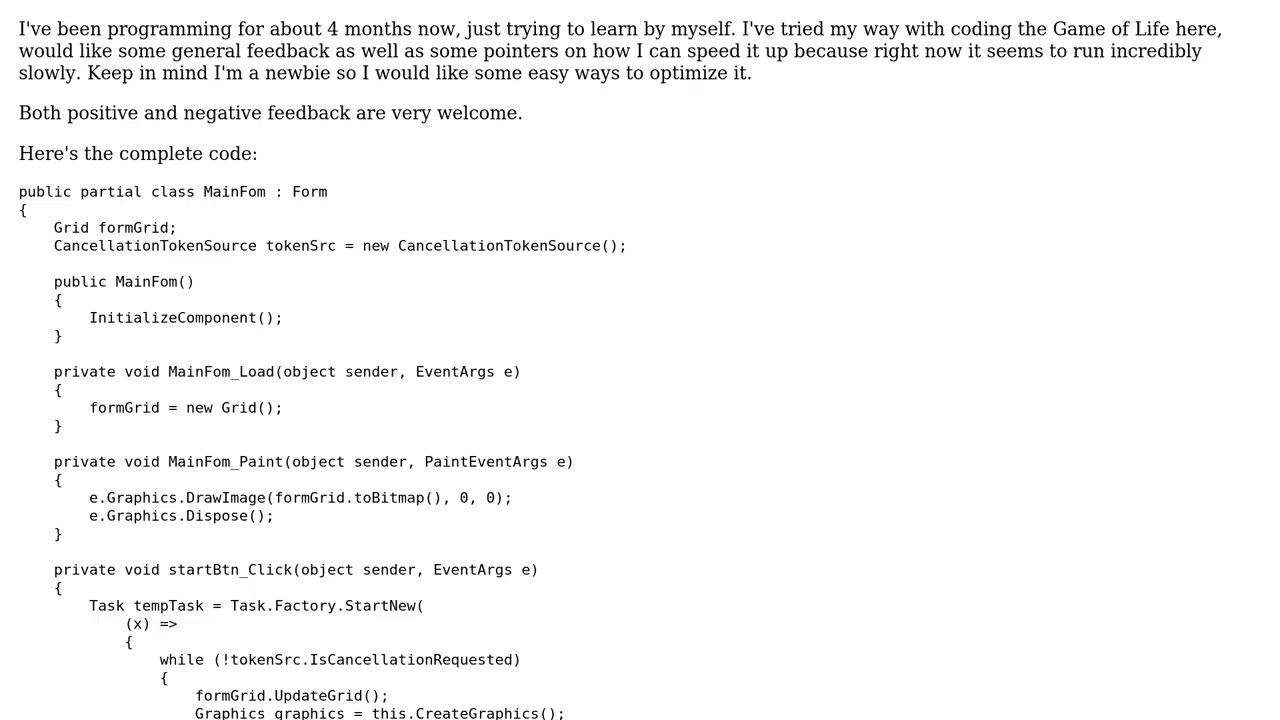 I've been programming for about 4 months now, just trying to learn by myself. I've tried my way with coding the Game of Life here,
would like some general feedback as well as some pointers on how I can speed it up because right now it seems to run incredibly
slowly. Keep in mind I'm a newbie so I would like some easy ways to optimize it.
Both positive and negative feedback are very welcome.
Here's the complete code:
public partial class MainFom : Form
{
    Grid formGrid;
    CancellationTokenSource tokenSrc = new CancellationTokenSource();

    public MainFom()
    {
        InitializeComponent();
    }

    private void MainFom_Load(object sender, EventArgs e)
    {
        formGrid = new Grid();
    }

    private void MainFom_Paint(object sender, PaintEventArgs e)
    {
        e.Graphics.DrawImage(formGrid.toBitmap(), 0, 0);
        e.Graphics.Dispose();
    }

    private void startBtn_Click(object sender, EventArgs e)
    {
        Task tempTask = Task.Factory.StartNew(
            (x) =>
            {
                while (!tokenSrc.IsCancellationRequested)
                {
                    formGrid.UpdateGrid();
                    Graphics graphics = this.CreateGraphics();